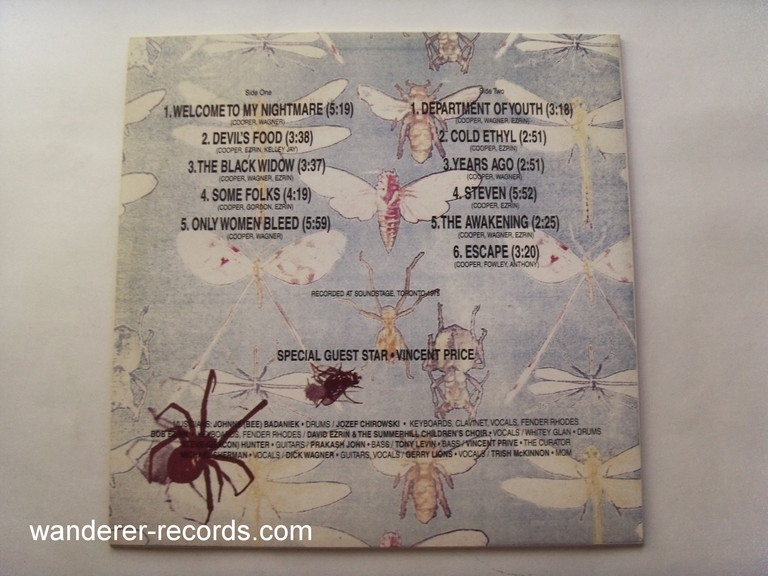 Side One
1. WELCOME TO MY NIGHTMARE (5:19)
(COOPER, WAGNER)
2. DEVIL'S FOOD (3:38)
(COOPER, EZRIN, KELLEY JAY)
3. THE BLACK WIDOW (3:37)
(COOPER, WAGNER, EZRIN)
4. SOME FOLKS (4:19)
(COOPER, GORDON, EZRIN)
5. ONLY WOMEN BLEED (5:59)
(COOPER, WAGNER)
Side Two
1. DEPARTMENT OF YOUTH (3:18)
(COOPER, WAGNER, EZRIN)
2. COLD ETHYL (2:51)
(COOPER, EZRIN)
3. YEARS AGO (2:51)
(COOPER, WAGNER)
4. STEVEN (5:52)
(COOPER, EZRIN)
5. THE AWAKENING (2:25)
(COOPER, WAGNER, EZRIN)
6. ESCAPE (3:20)
(COOPER, FOWLEY, ANTHONY)
RECORDED AT SOUNDSTAGE, TORONTO 1975
SPECIAL GUEST STAR • VINCENT PRICE
MUSICIANS: JOHNNY (BEE) BADANIEK • DRUMS / JOZEF CHIROWSKI • KEYBOARDS, CLAVINET, VOCALS, FENDER RHODES
BOB KEYBOARDS, FENDER RHODES / DAVID EZRIN & THE SUMMERHILL CHILDREN'S CHOIR • VOCALS / WHITEY GLAN • DRUMS
HUNTER • GUITARS / PRAKASH JOHN • BASS / TONY LEVIN • BASS / VINCENT PRIVE • THE CURATOR
SHERMAN • VOCALS / DICK WAGNER • GUITARS, VOCALS / GERRY LIONS • VOCALS / TRISH McKINNON • MOM
wanderer-records.com